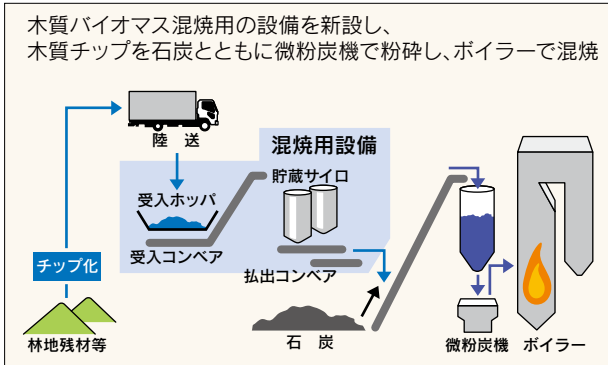 木質バイオマス混焼用の設備を新設し、
木質チップを石炭とともに微粉炭機で粉砕し、ボイラーで混焼
陸 送
混焼用設備
貯蔵サイロ
受入ホッパ
受入コンベア
チップ化
払出コンベア
林地残材等
石 炭
微粉炭機
ボイラー